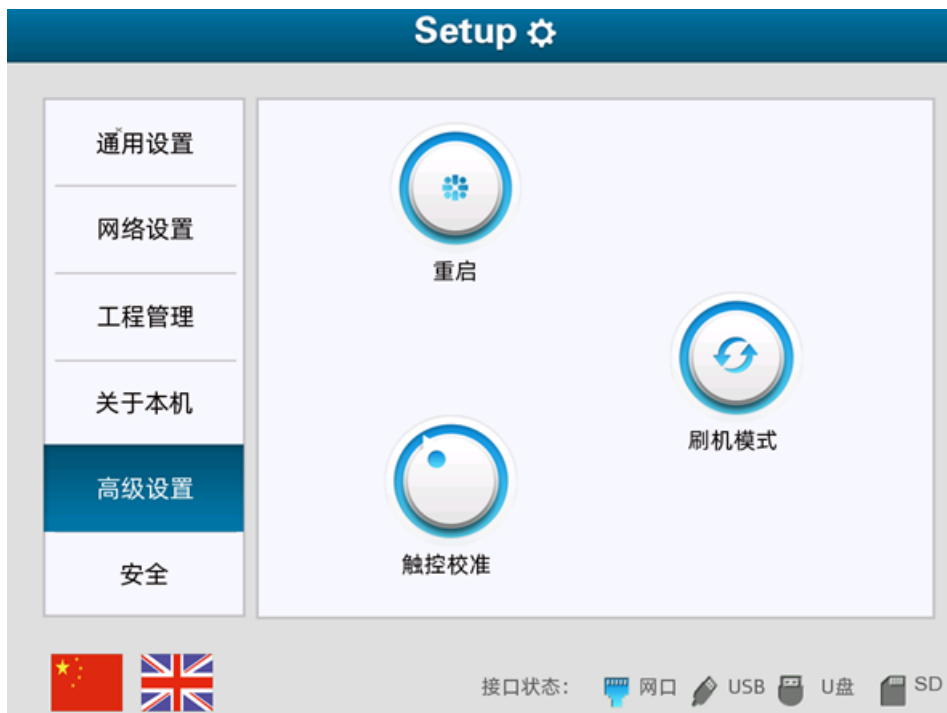 Setup
通用设置
网络设置
工程管理
关于本机
高级设置
安全
重启
刷机模式
触控校准
接口状态: 网口 USB U盘 SD